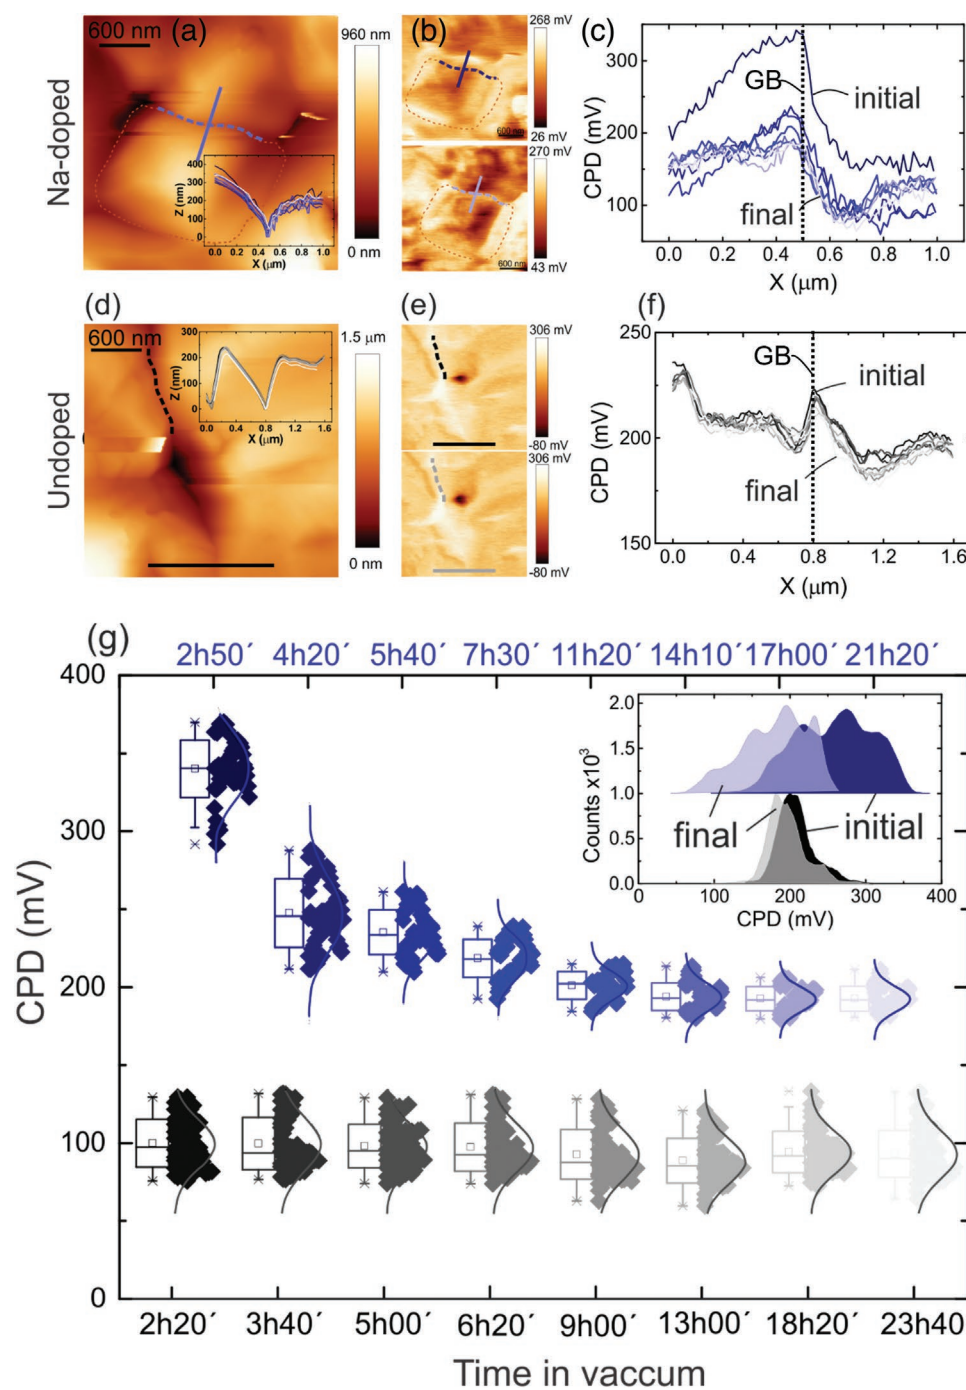 Na-doped
(a)
600 nm
960 nm
0 nm
Z (nm)
400
300
200
100
0
0.0 0.2 0.4 0.6 0.8 1.0
X (µm)
(b)
268 mV
600 nm
26 mV
270 mV
600 nm
43 mV
(c)
CPD (mV)
300
200
100
GB
initial
final
0.0 0.2 0.4 0.6 0.8 1.0
X (µm)
Undoped
(d)
600 nm
1.5 µm
0 nm
Z (nm)
300
200
100
0
0.0 0.4 0.8 1.2 1.6
X (µm)
(e)
306 mV
-80 mV
306 mV
-80 mV
(f)
CPD (mV)
250
200
150
GB
initial
final
0.0 0.4 0.8 1.2 1.6
X (µm)
(g)
2h50´ 4h20´ 5h40´ 7h30´ 11h20´ 14h10´ 17h00´ 21h20´
CPD (mV)
400
300
200
100
0
Counts x10³
2.0
1.5
1.0
0.5
0.0
final
initial
0 100 200 300 400
CPD (mV)
2h20´ 3h40´ 5h00´ 6h20´ 9h00´ 13h00´ 18h20´ 23h40´
Time in vaccum